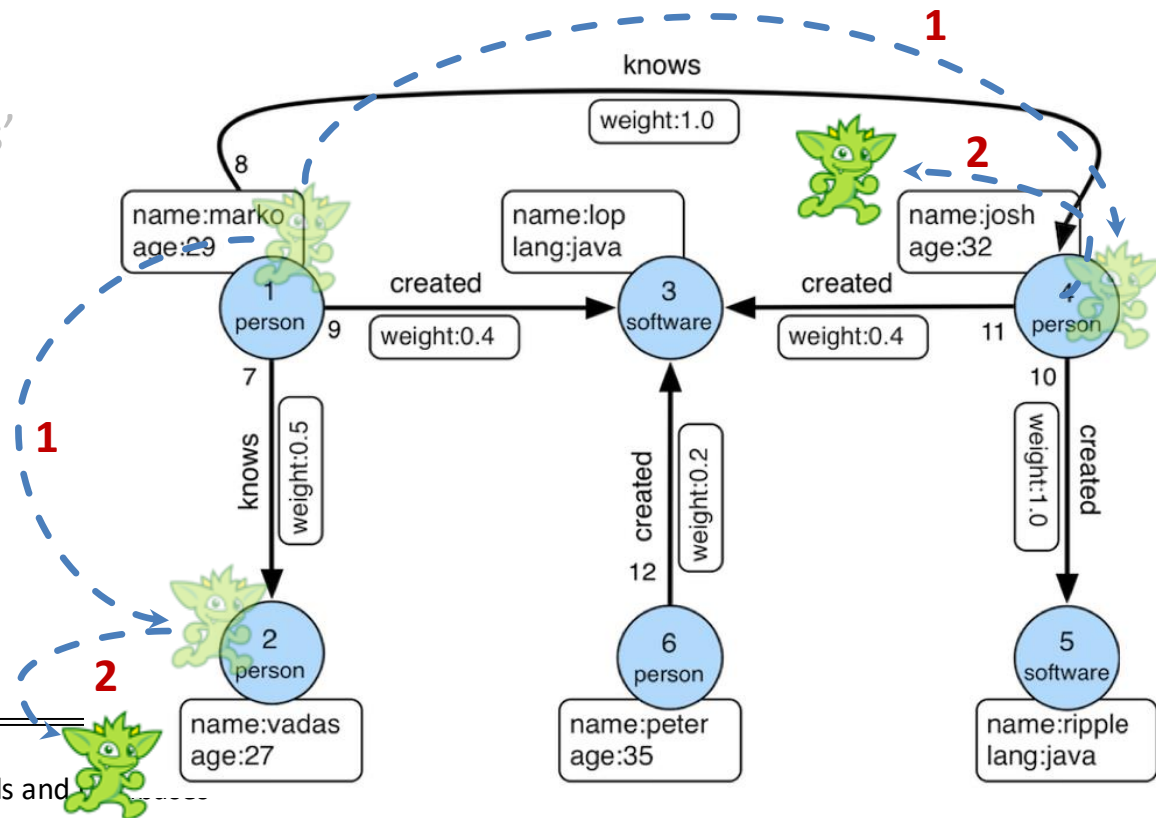 1
knows
weight:1.0
2
8
name:marko
age:29
name:lop
lang:java
name:josh
age:32
1
person
created
9
weight:0.4
3
software
created
weight:0.4
11
4
person
7
10
1
knows
weight:0.5
created
weight:0.2
weight:1.0
created
12
2
person
6
person
5
software
2
name:vadas
age:27
name:peter
age:35
name:ripple
lang:java
ls and